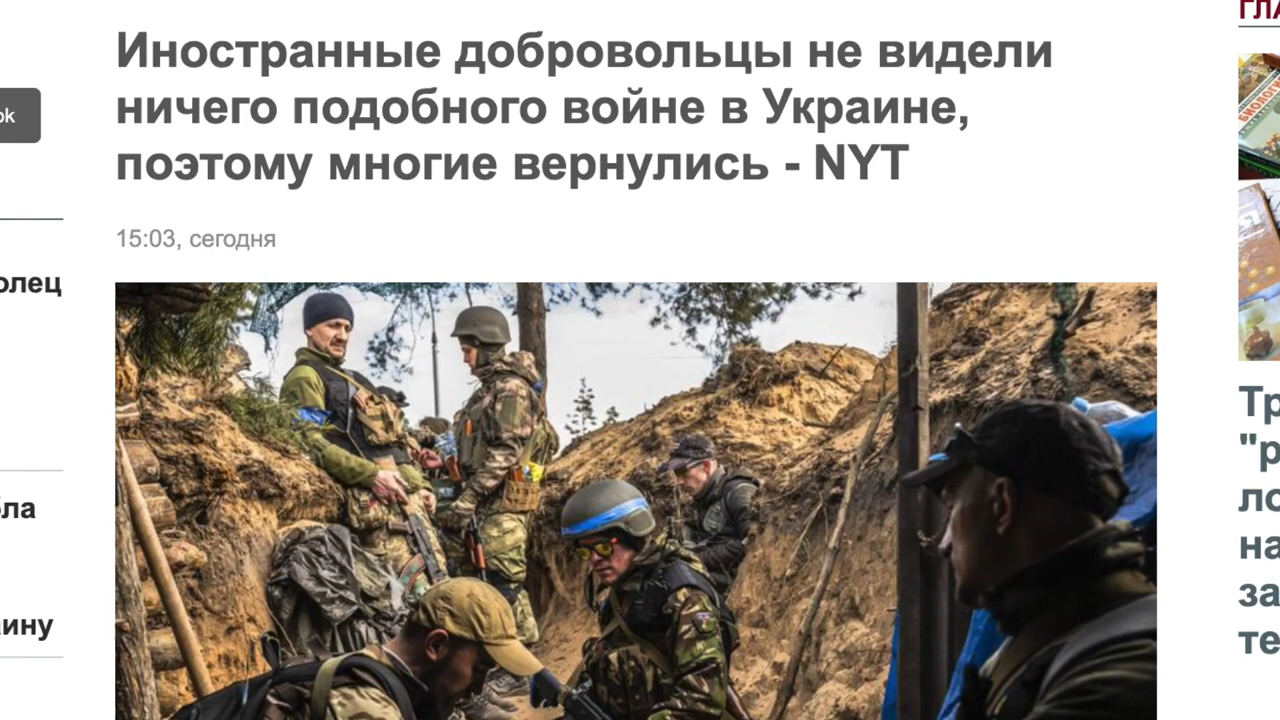 Иностранные добровольцы не видели
ничего подобного войне в Украине,
поэтому многие вернулись - NYT
15:03, сегодня